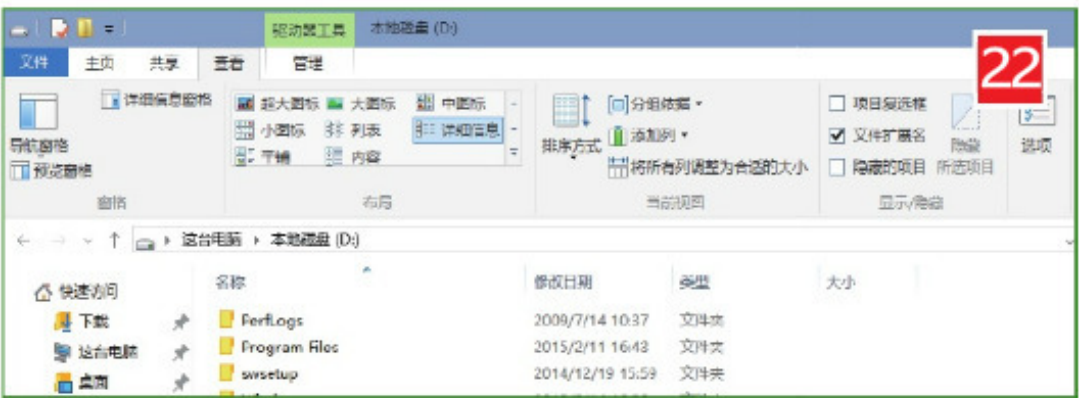 驱动器工具 本地磁盘 (D:)
文件 主页 共享 查看 管理
22
导航窗格
预览窗格
详细信息窗格
窗格
超大图标 大图标 中图标
小图标 列表 详细信息
平铺 内容
布局
排序方式
分组依据
添加列
将所有列调整为合适的大小
当前视图
项目复选框
文件扩展名
隐藏的项目
隐藏
所选项目
显示/隐藏
选项
这台电脑 本地磁盘 (D:)
快速访问
下载
这台电脑
桌面
名称 修改日期 类型 大小
PerfLogs 2009/7/14 10:37 文件夹
Program Files 2015/2/11 16:43 文件夹
swsetup 2014/12/19 15:59 文件夹